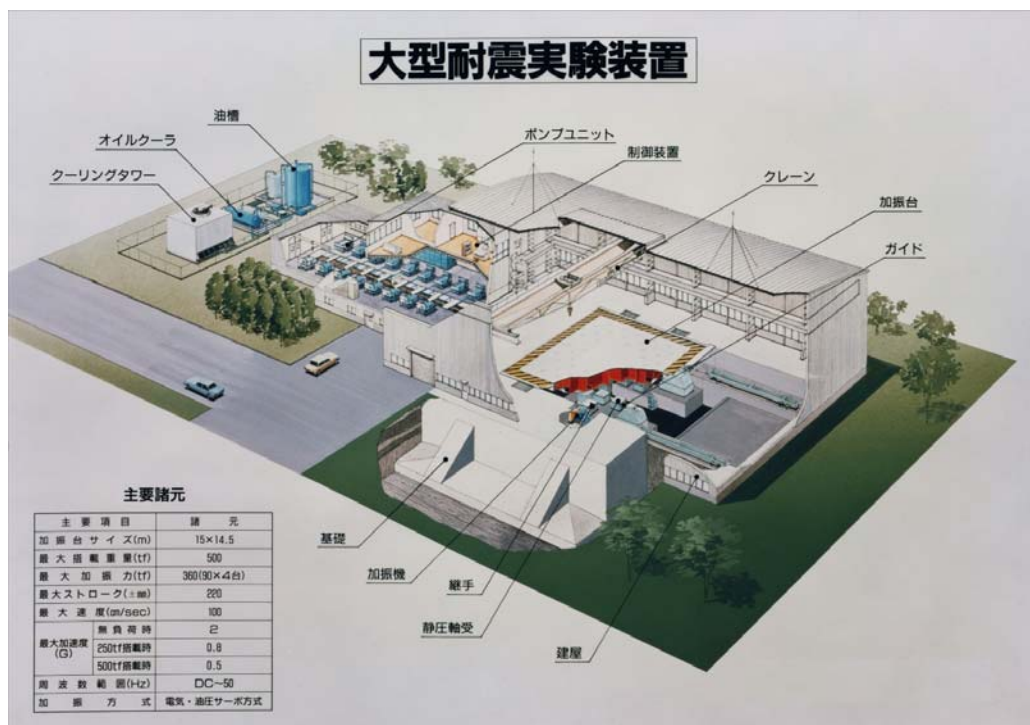 大型耐震実験装置
油槽
オイルクーラ
クーリングタワー
ポンプユニット
制御装置
クレーン
加振台
ガイド
基礎
加振機
継手
静圧軸受
建屋
主要諸元
主要項目 諸元
加振台サイズ(m) 15×14.5
最大搭載重量(tf) 500
最大加振力(tf) 360(90×4台)
最大ストローク(±㎜) 220
最大速度(㎝/sec) 100
最大加速度(G) 無負荷時 2
250tf搭載時 0.8
500tf搭載時 0.5
周波数範囲(Hz) DC～50
加振方式 電気・油圧サーボ方式